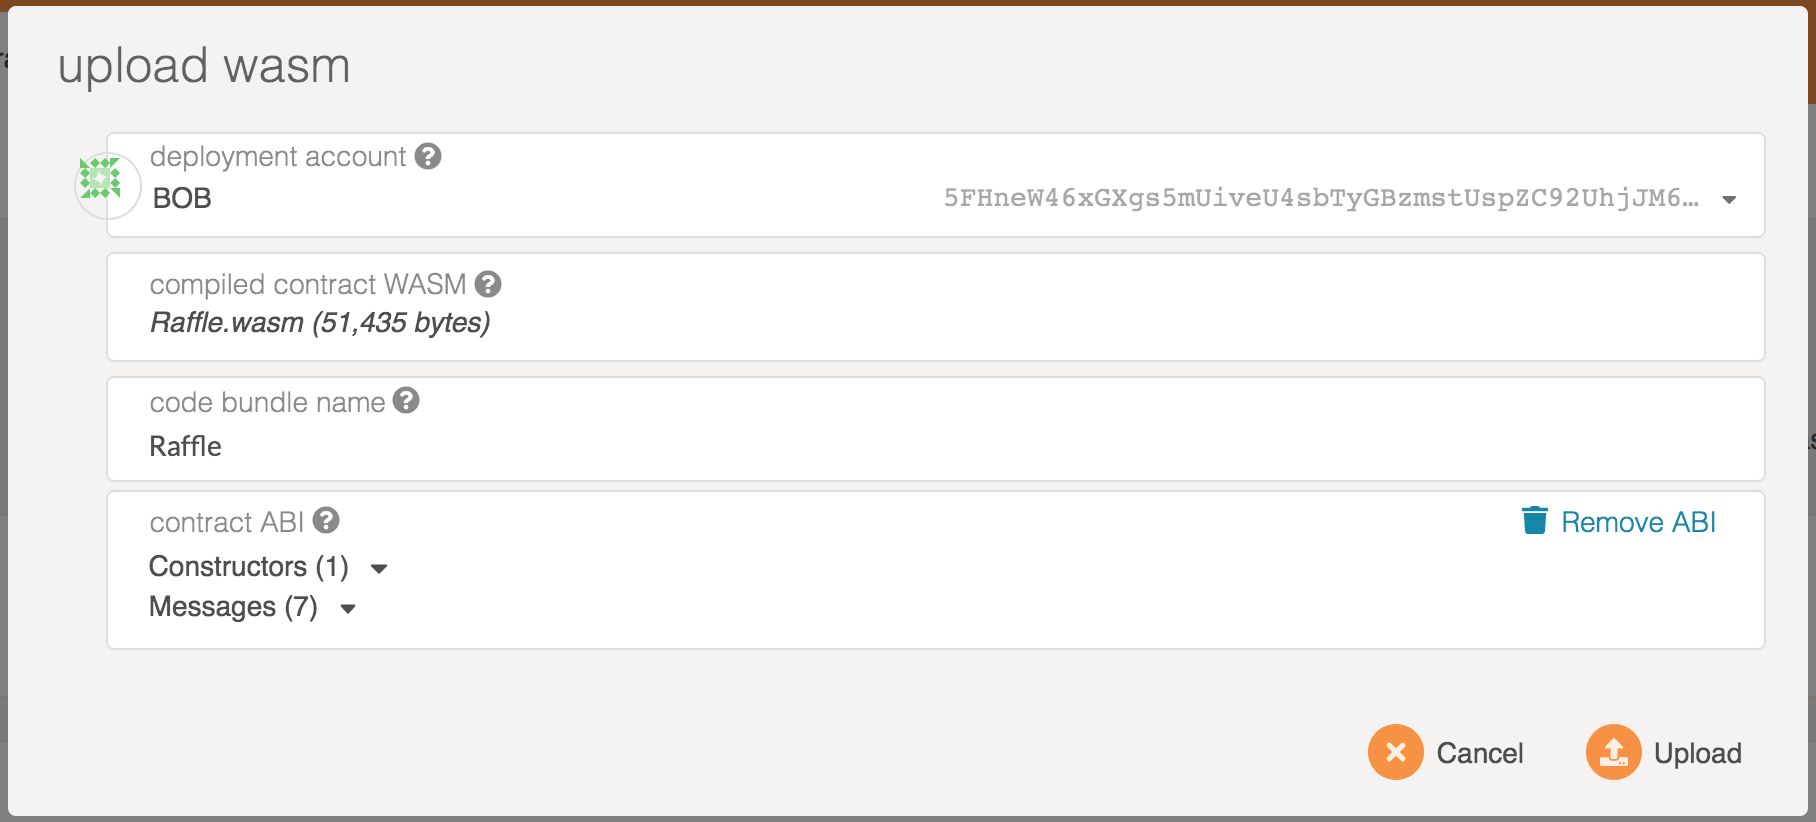 upload wasm
deployment account
BOB
5FHneW46xGXgs5mUiveU4sbTyGBzmstUspZC92UhjJM6…
compiled contract WASM
Raffle.wasm (51,435 bytes)
code bundle name
Raffle
contract ABI
Remove ABI
Constructors (1)
Messages (7)
Cancel
Upload